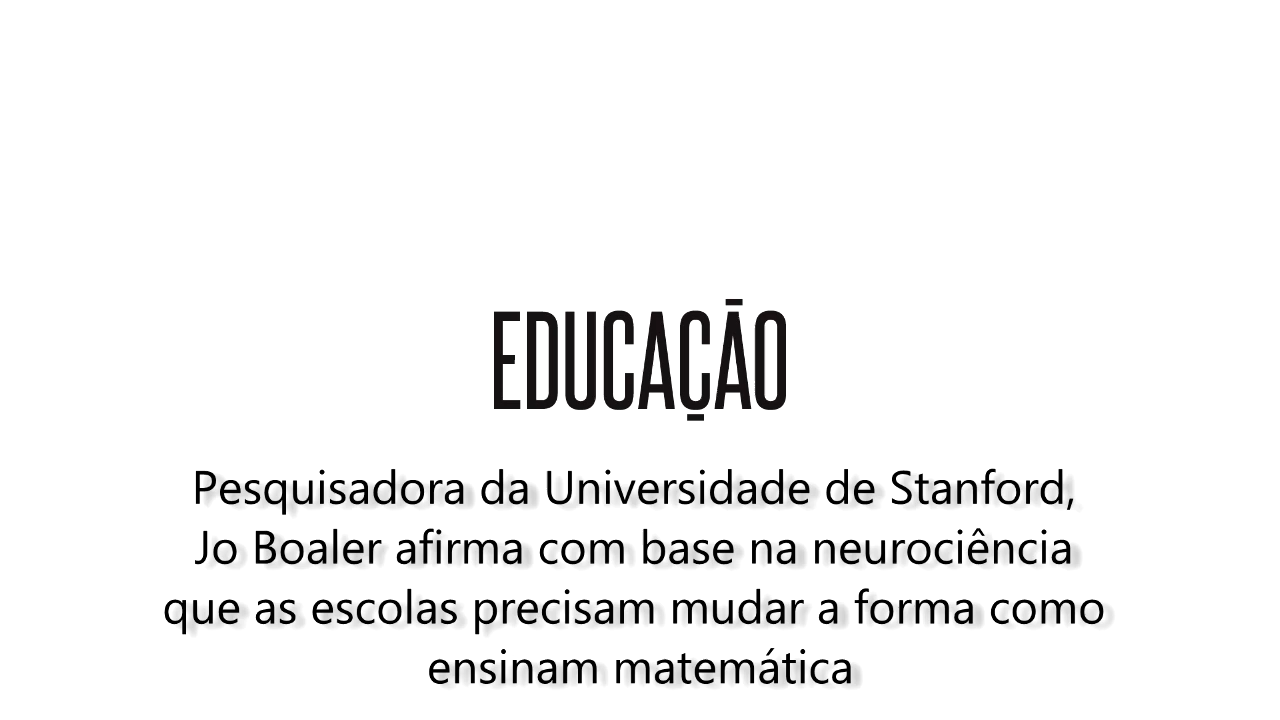 EDUCAÇÃO
Pesquisadora da Universidade de Stanford,
Jo Boaler afirma com base na neurociência
que as escolas precisam mudar a forma como
ensinam matemática